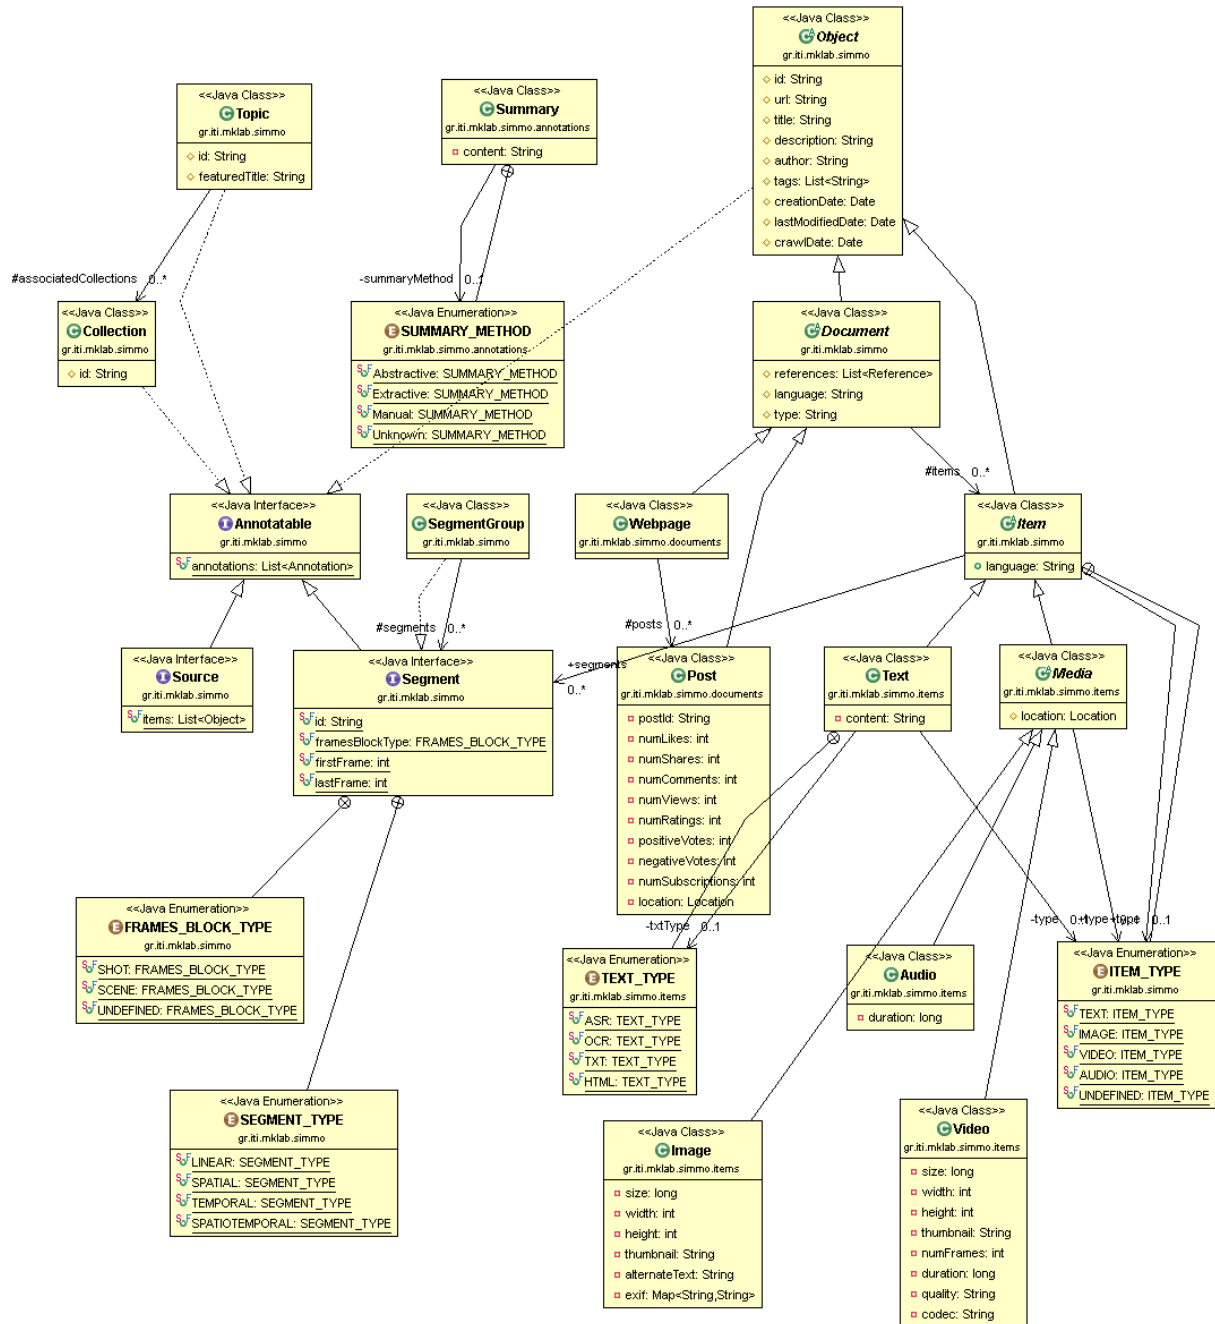 <<Java Class>>
Object
gr.iti.mklab.simmo
id: String
url: String
title: String
description: String
author: String
tags: List<String>
creationDate: Date
lastModifiedDate: Date
crawlDate: Date
<<Java Class>>
Topic
gr.iti.mklab.simmo
id: String
featuredTitle: String
<<Java Class>>
Summary
gr.iti.mklab.simmo.annotations
content: String
#associatedCollections 0..*
-summaryMethod 0..1
<<Java Class>>
Collection
gr.iti.mklab.simmo
id: String
<<Java Enumeration>>
SUMMARY_METHOD
gr.iti.mklab.simmo.annotations
Abstractive: SUMMARY_METHOD
Extractive: SUMMARY_METHOD
Manual: SUMMARY_METHOD
Unknown: SUMMARY_METHOD
<<Java Class>>
Document
gr.iti.mklab.simmo
references: List<Reference>
language: String
type: String
#items 0..*
<<Java Interface>>
Annotatable
gr.iti.mklab.simmo
annotations: List<Annotation>
<<Java Class>>
SegmentGroup
gr.iti.mklab.simmo
<<Java Class>>
Webpage
gr.iti.mklab.simmo.documents
<<Java Class>>
Item
gr.iti.mklab.simmo
language: String
#segments 0..*
#posts 0..*
+segments
0..*
<<Java Interface>>
Source
gr.iti.mklab.simmo
items: List<Object>
<<Java Interface>>
Segment
gr.iti.mklab.simmo
id: String
framesBlockType: FRAMES_BLOCK_TYPE
firstFrame: int
lastFrame: int
<<Java Class>>
Post
gr.iti.mklab.simmo.documents
postId: String
numLikes: int
numShares: int
numComments: int
numViews: int
numRatings: int
positiveVotes: int
negativeVotes: int
numSubscriptions: int
location: Location
<<Java Class>>
Text
gr.iti.mklab.simmo.items
content: String
<<Java Class>>
Media
gr.iti.mklab.simmo.items
location: Location
<<Java Enumeration>>
FRAMES_BLOCK_TYPE
gr.iti.mklab.simmo
SHOT: FRAMES_BLOCK_TYPE
SCENE: FRAMES_BLOCK_TYPE
UNDEFINED: FRAMES_BLOCK_TYPE
-txtType 0..1
-type
+type
0..1
<<Java Enumeration>>
TEXT_TYPE
gr.iti.mklab.simmo.items
ASR: TEXT_TYPE
OCR: TEXT_TYPE
TXT: TEXT_TYPE
HTML: TEXT_TYPE
<<Java Class>>
Audio
gr.iti.mklab.simmo.items
duration: long
<<Java Enumeration>>
ITEM_TYPE
gr.iti.mklab.simmo
TEXT: ITEM_TYPE
IMAGE: ITEM_TYPE
VIDEO: ITEM_TYPE
AUDIO: ITEM_TYPE
UNDEFINED: ITEM_TYPE
<<Java Enumeration>>
SEGMENT_TYPE
gr.iti.mklab.simmo
LINEAR: SEGMENT_TYPE
SPATIAL: SEGMENT_TYPE
TEMPORAL: SEGMENT_TYPE
SPATIOTEMPORAL: SEGMENT_TYPE
<<Java Class>>
Image
gr.iti.mklab.simmo.items
size: long
width: int
height: int
thumbnail: String
alternateText: String
exif: Map<String,String>
<<Java Class>>
Video
gr.iti.mklab.simmo.items
size: long
width: int
height: int
thumbnail: String
numFrames: int
duration: long
quality: String
codec: String